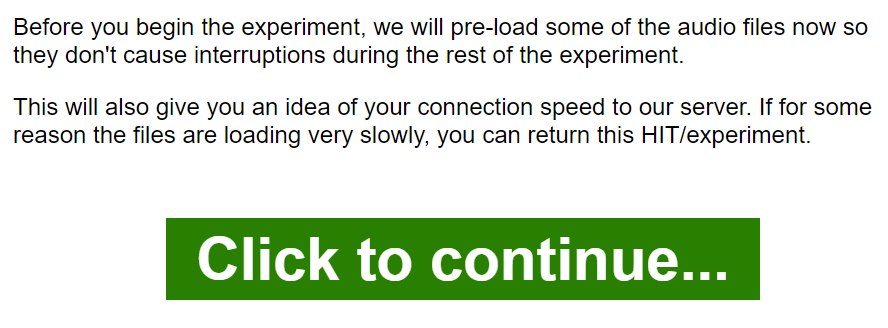 Before you begin the experiment, we will pre-load some of the audio files now so
they don't cause interruptions during the rest of the experiment.
This will also give you an idea of your connection speed to our server. If for some
reason the files are loading very slowly, you can return this HIT/experiment.
Click to continue...